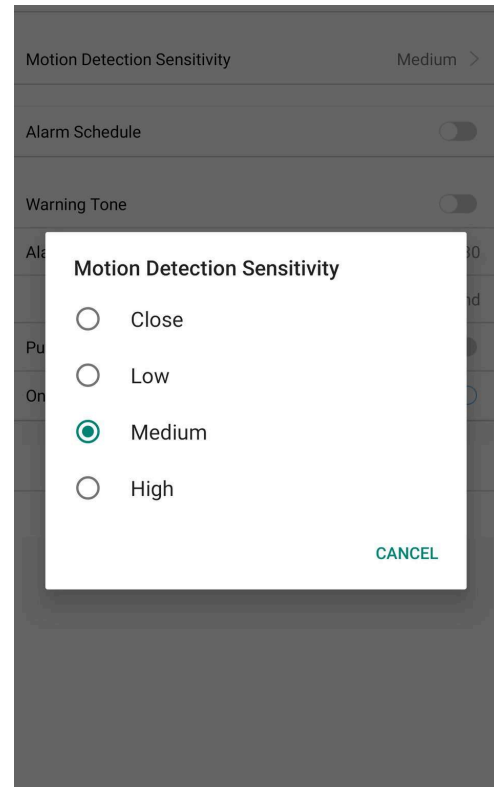 Motion Detection Sensitivity Medium >
Alarm Schedule
Warning Tone
Motion Detection Sensitivity
Close
Low
Medium
High
CANCEL